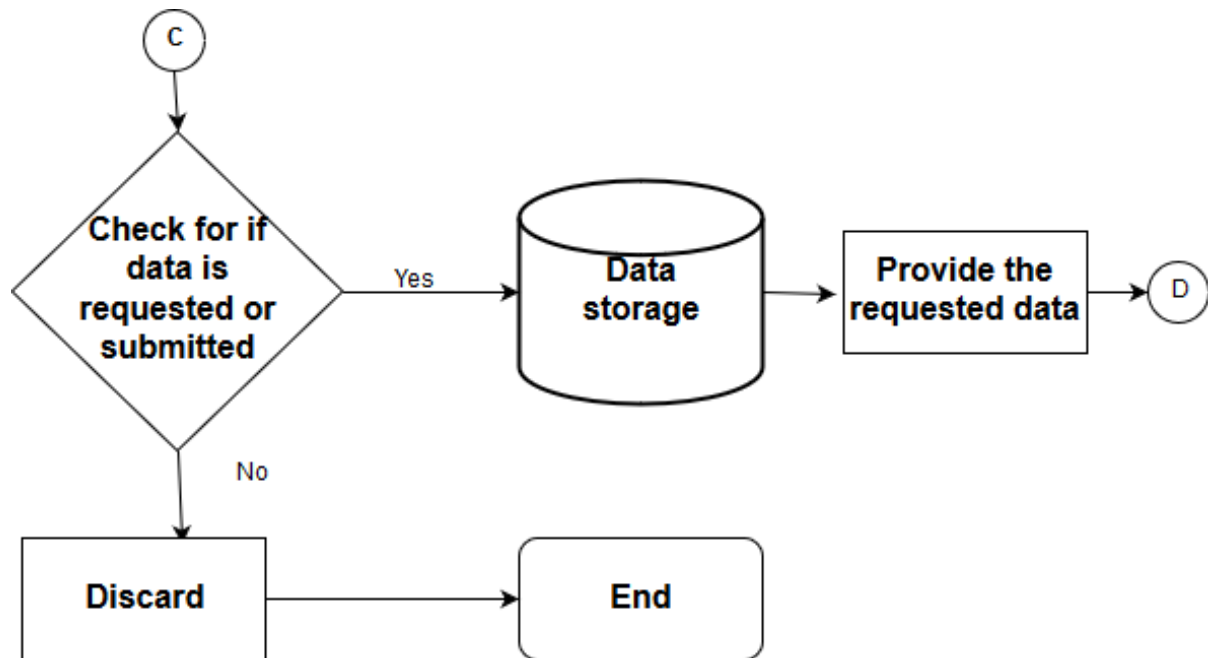 C
Check for if
data is
requested or
submitted
Yes
Data
storage
Provide the
requested data
D
No
Discard
End